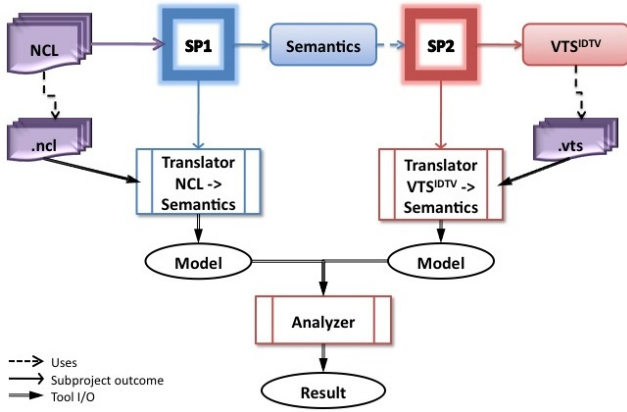 NCL
SP1
Semantics
SP2
VTS^IDTV
.ncl
.vts
Translator
NCL ->
Semantics
Translator
VTS^IDTV ->
Semantics
Model
Model
Analyzer
Result
Uses
Subproject outcome
Tool I/O